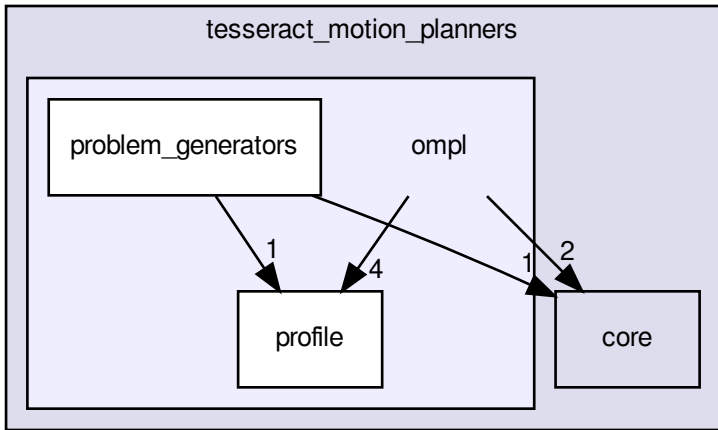 tesseract_motion_planners
problem_generators
ompl
1
4
1
2
profile
core